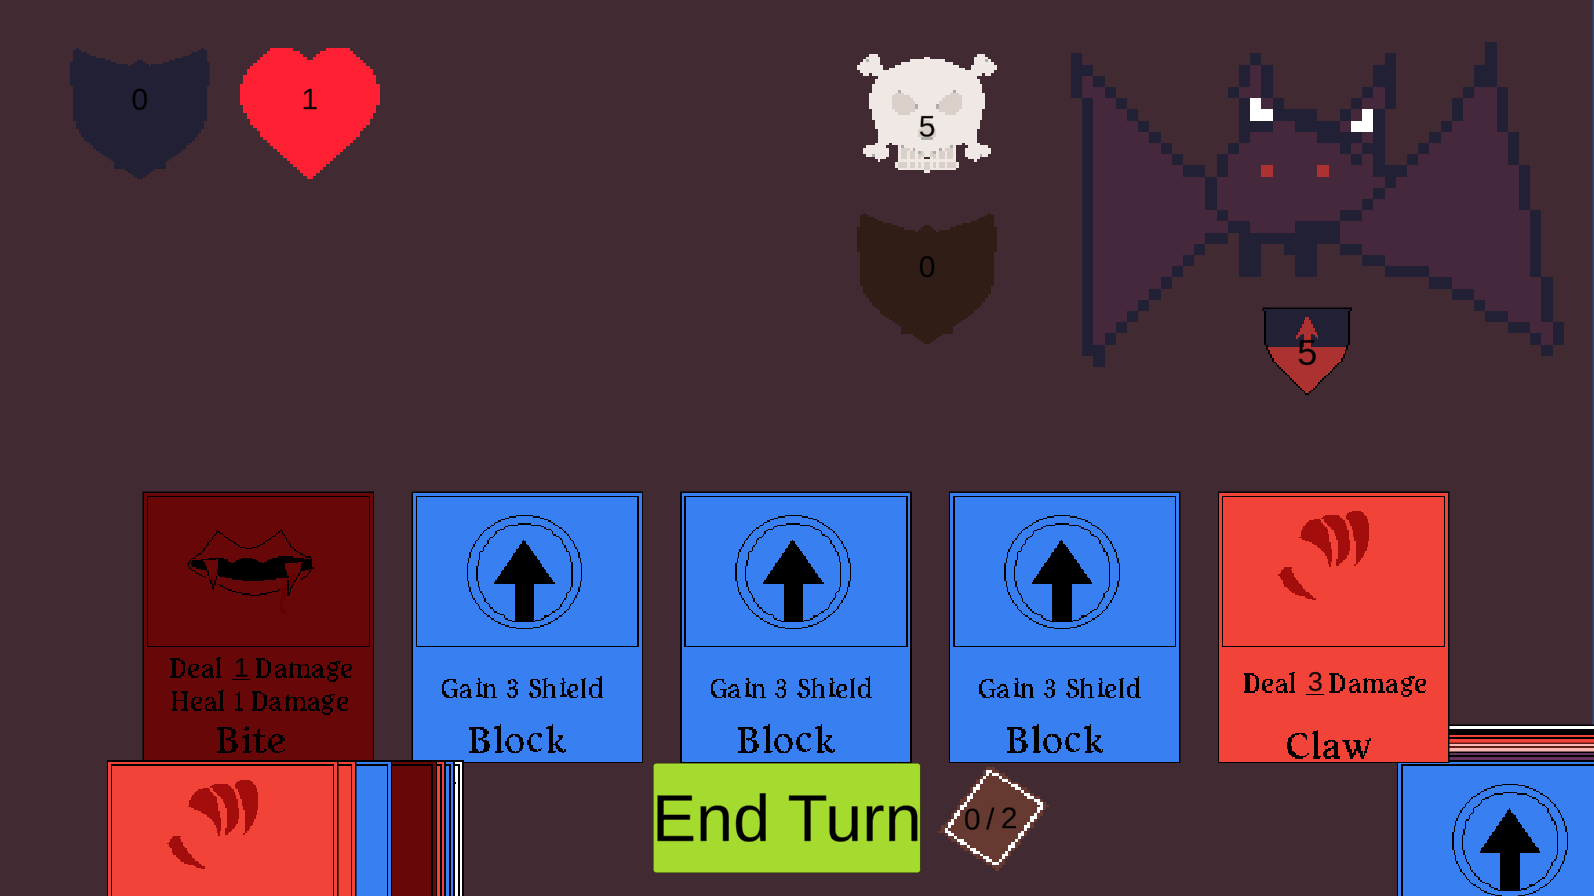 0
1
5
0
5
Deal 1 Damage
Heal 1 Damage
Bite
Gain 3 Shield
Block
Gain 3 Shield
Block
Gain 3 Shield
Block
Deal 3 Damage
Claw
End Turn
0/2